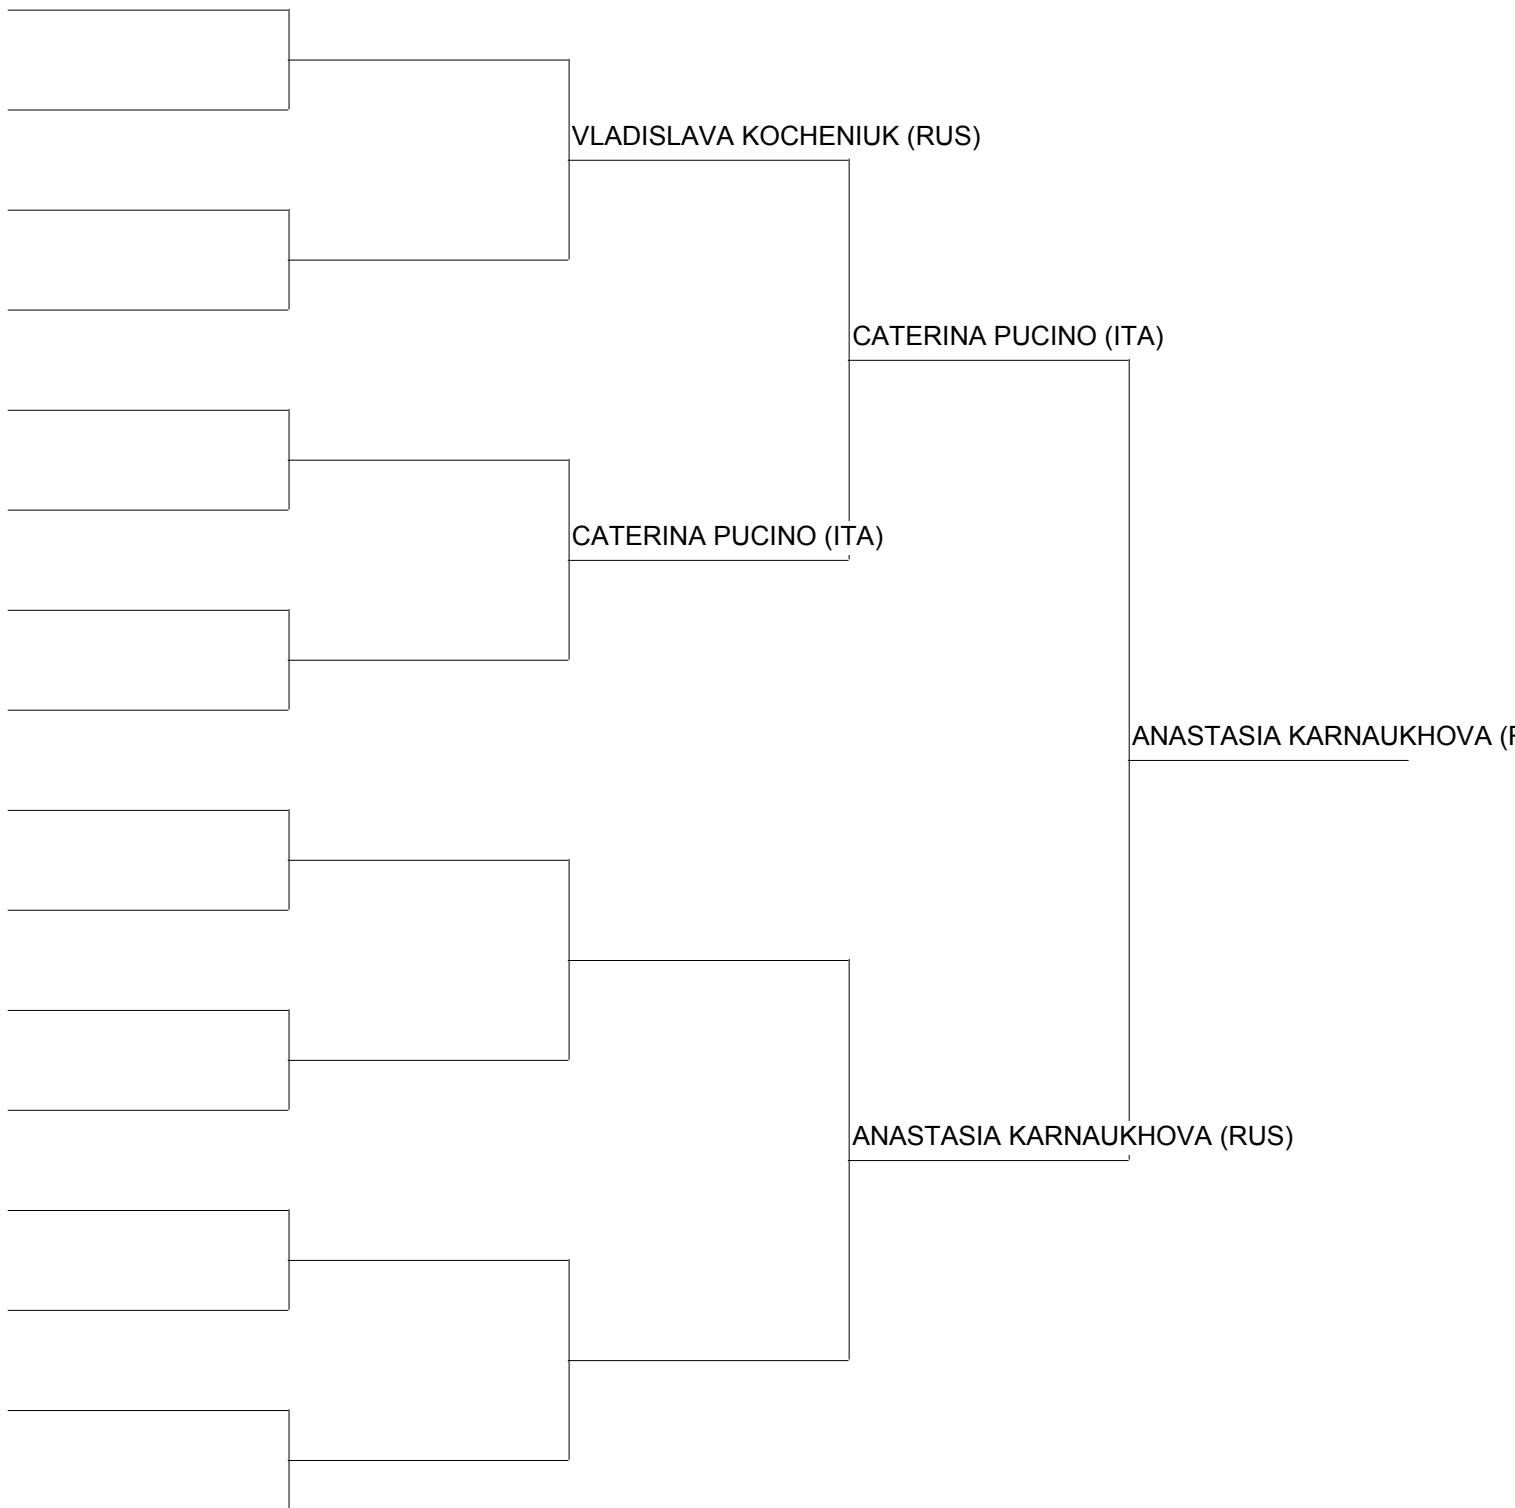 VLADISLAVA KOCHENIUK (RUS)
CATERINA PUCINO (ITA)
CATERINA PUCINO (ITA)
ANASTASIA KARNAUKHOVA (
ANASTASIA KARNAUKHOVA (RUS)